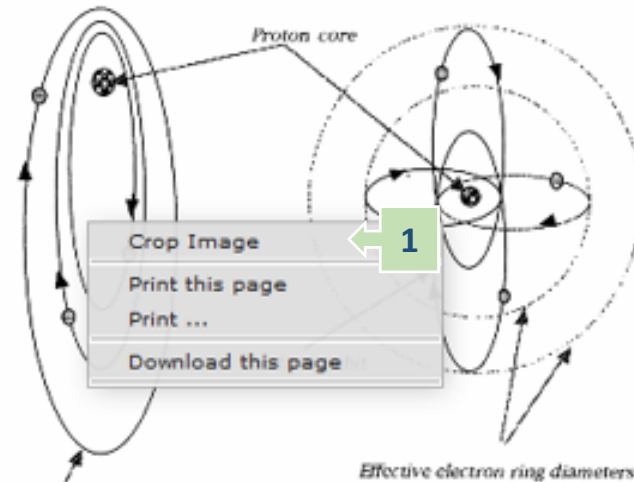 Proton core
Crop Image
1
Print this page
Print ...
Download this page
Effective electron ring diameters